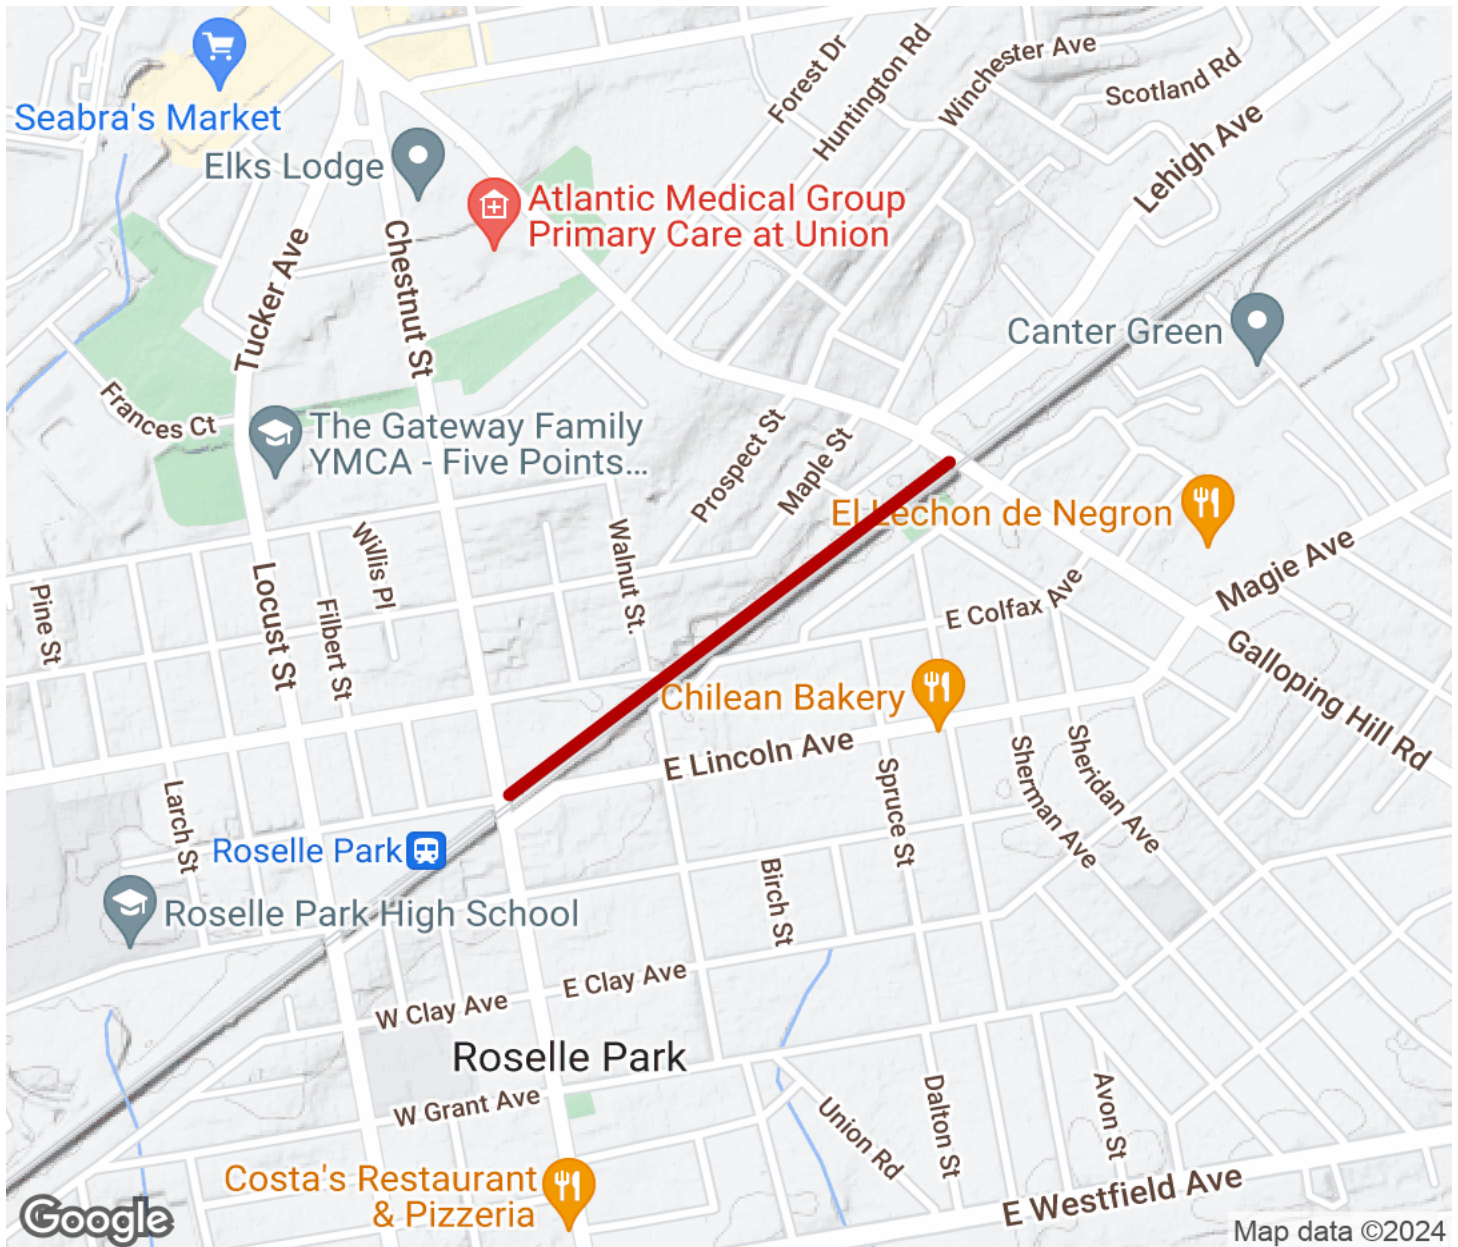 Forest Dr
Huntington Rd
Winchester Ave
Scotland Rd
Lehigh Ave
Seabra's Market
Elks Lodge
Atlantic Medical Group
Primary Care at Union
Tucker Ave
Chestnut St
Canter Green
Frances Ct
The Gateway Family
YMCA - Five Points...
Prospect St
Maple St
El Lechon de Negron
Magie Ave
Pine St
Locust St
Filbert St
Willis Pl
Walnut St.
E Colfax Ave
Galloping Hill Rd
Chilean Bakery
E Lincoln Ave
Larch St
Spruce St
Sherman Ave
Sheridan Ave
Roselle Park
Roselle Park High School
Birch St
E Clay Ave
W Clay Ave
Roselle Park
W Grant Ave
Union Rd
Dalton St
Avon St
Costa's Restaurant
& Pizzeria
E Westfield Ave
Google
Map data ©2024